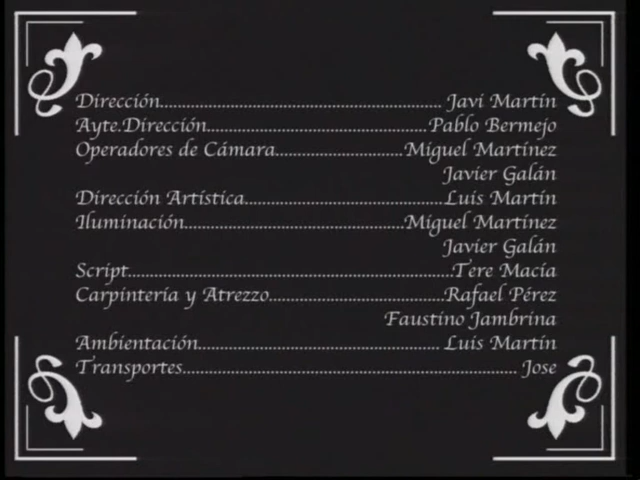 Dirección........................................................................ Javi Martín
Ayte.Dirección........................................................Pablo Bermejo
Operadores de Cámara.................................Miguel Martínez
Javier Galán
Dirección Artística...................................................Luis Martín
Iluminación........................................................Miguel Martínez
Javier Galán
Script...................................................................................Tere Macía
Carpintería y Atrezzo............................................Rafael Pérez
Faustino Jambrina
Ambientación............................................................. Luis Martín
Transportes..................................................................................... Jose